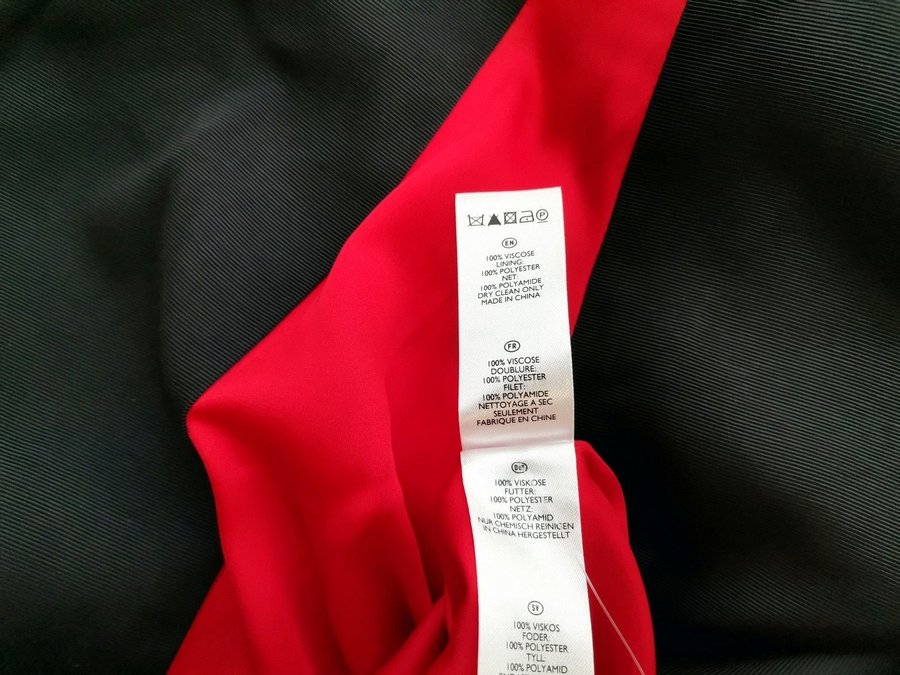 P
EN
100% VISCOSE
LINING:
100% POLYESTER
NET:
100% POLYAMIDE
DRY CLEAN ONLY
MADE IN CHINA
FR
100% VISCOSE
DOUBLURE:
100% POLYESTER
FILET:
100% POLYAMIDE
NETTOYAGE A SEC
SEULEMENT
FABRIQUE EN CHINE
100% VISKOSE
FUTTER:
100% POLYESTER
NETZ:
100% POLYAMID
NUR CHEMISCH REINIGEN
IN CHINA HERGESTELLT
SV
100% VISKOS
FODER:
100% POLYESTER
TYLL:
100% POLYAMID